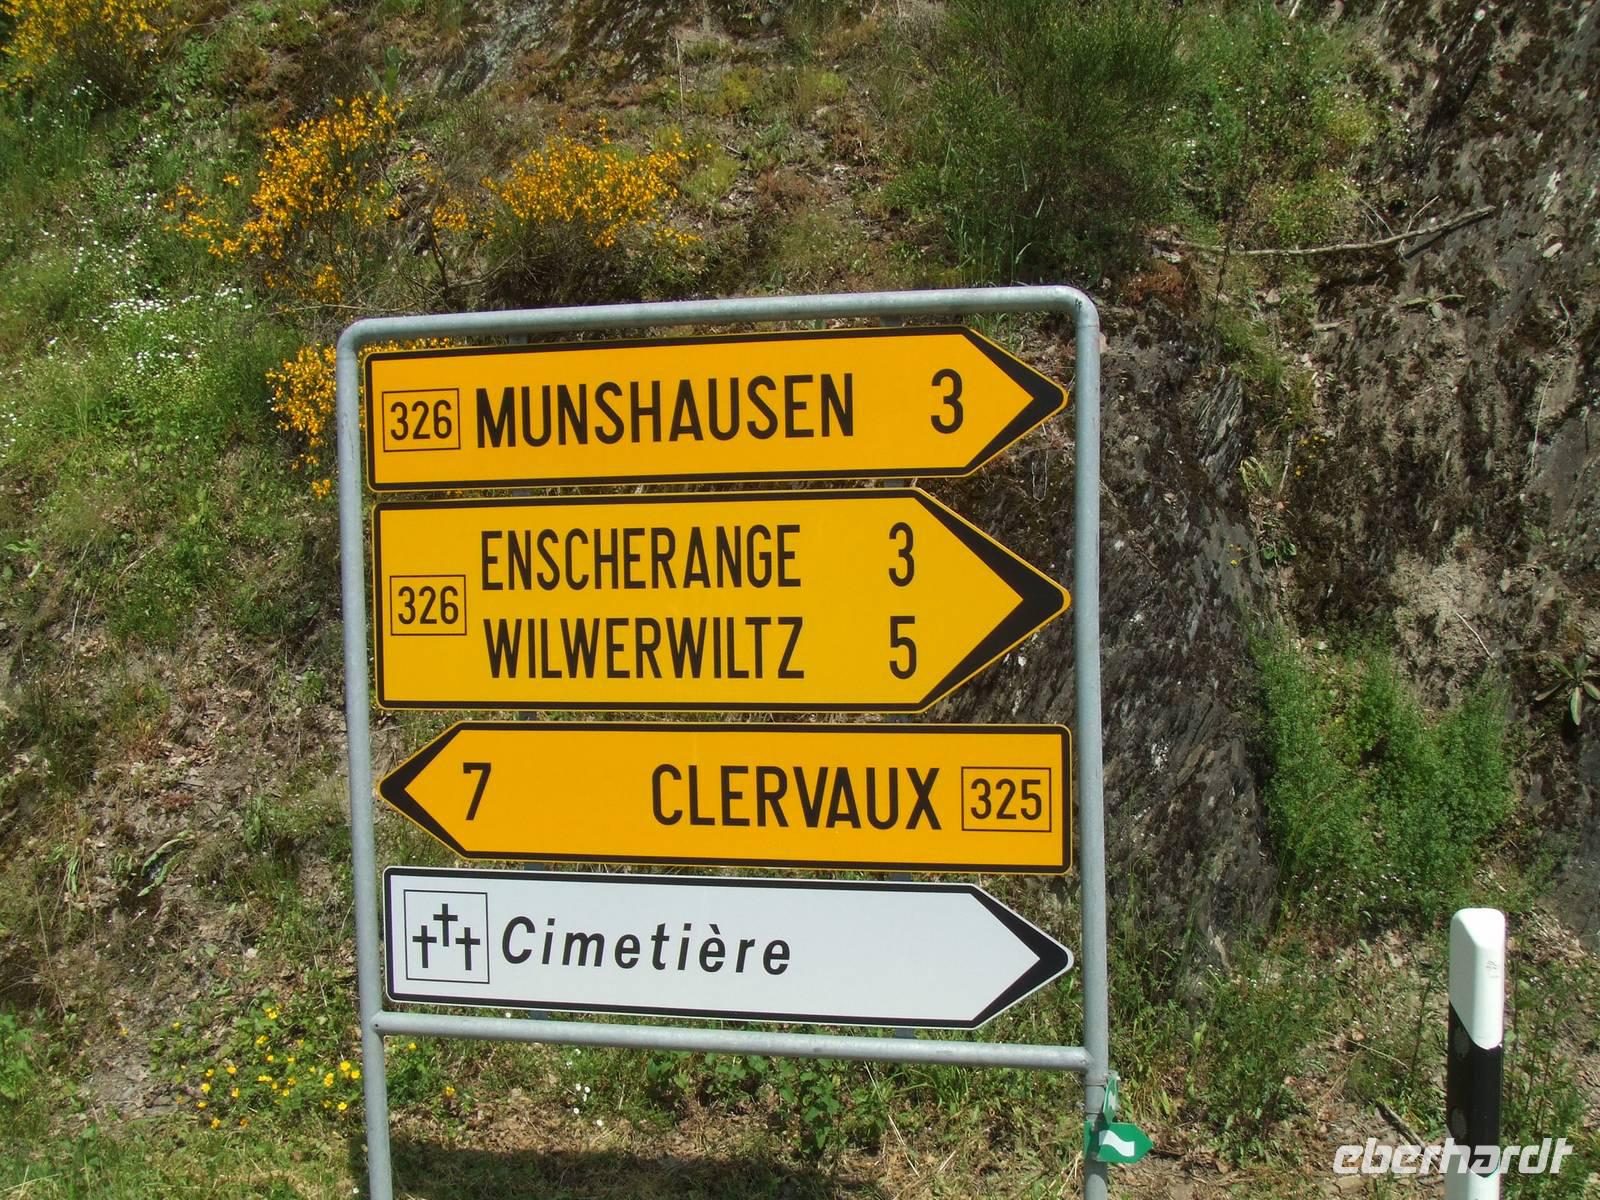 326 MUNSHAUSEN 3
ENSCHERANGE 3
326
WILWERWILTZ 5
7 CLERVAUX 325
Cimetière
eberhardt